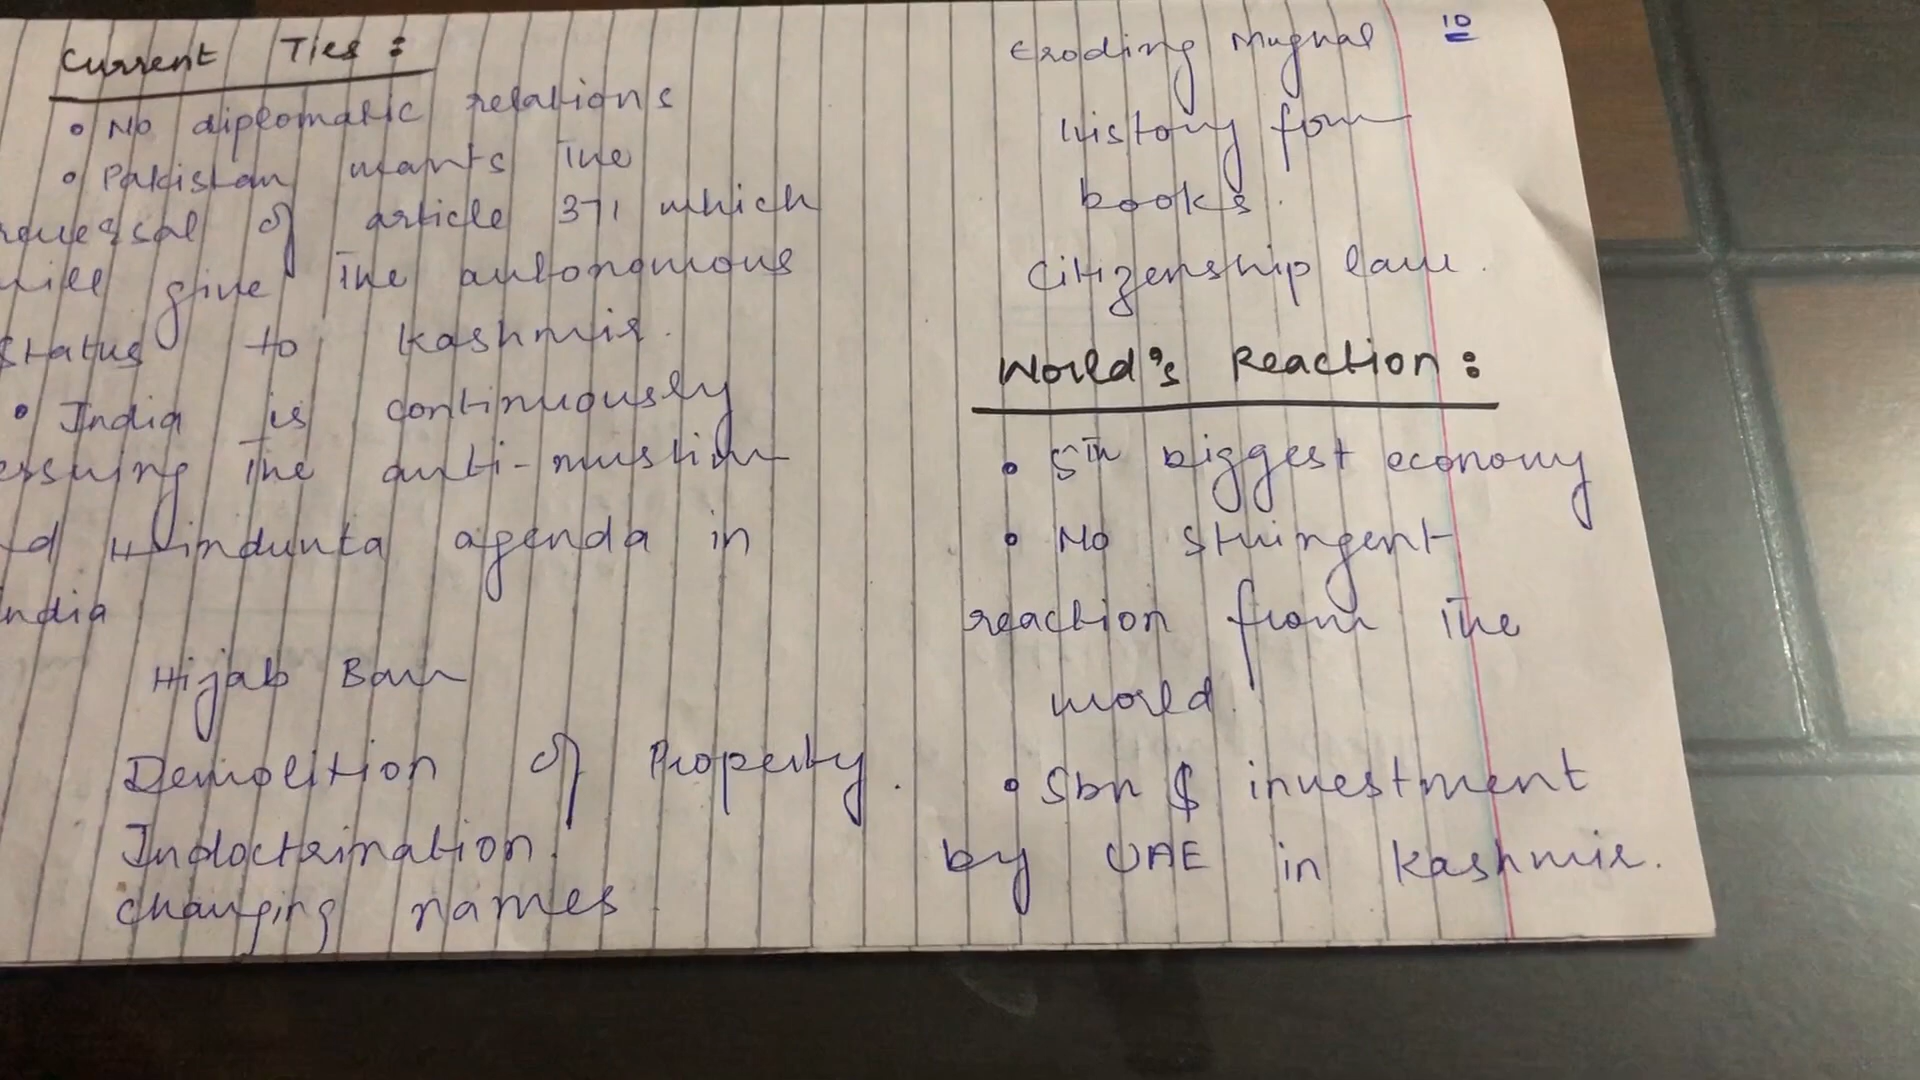 Current Ties :
• No diplomatic relations
• Pakistan wants the
reversal of article 371 which
will give the autonomous
status to Kashmir.
• India is continuously
the anti-muslim
Hindutva agenda in
India
Hijab Ban
Demolition of Property.
Indoctrination.
changing names
10
Eroding Mughal
history from
books.
Citizenship law.
World's Reaction :
• 5th biggest economy
• No stringent
reaction from the
world.
• 5bn $ investment
by UAE in Kashmir.